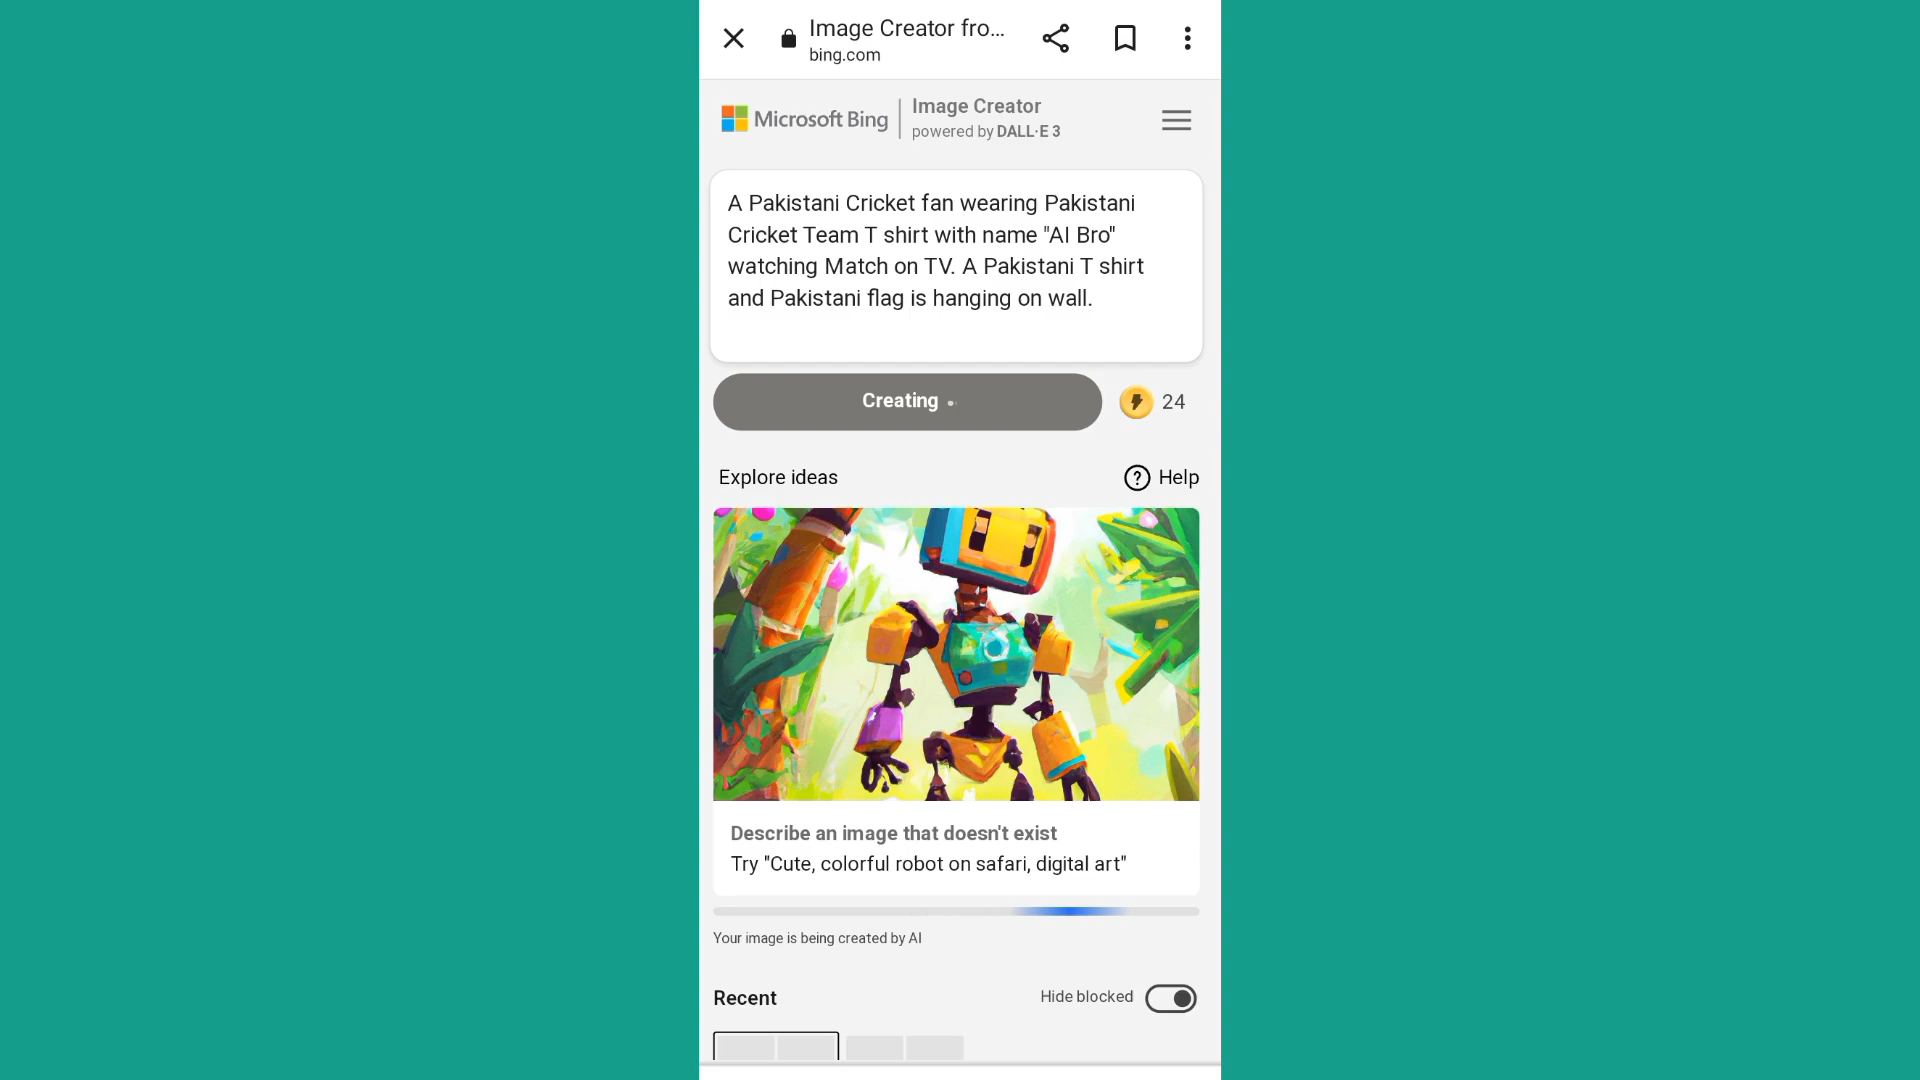 Image Creator fro...
bing.com
Microsoft Bing
Image Creator
powered by DALL·E 3
A Pakistani Cricket fan wearing Pakistani
Cricket Team T shirt with name "AI Bro"
watching Match on TV. A Pakistani T shirt
and Pakistani flag is hanging on wall.
Creating
24
Explore ideas
Help
Describe an image that doesn't exist
Try "Cute, colorful robot on safari, digital art"
Your image is being created by AI
Recent
Hide blocked